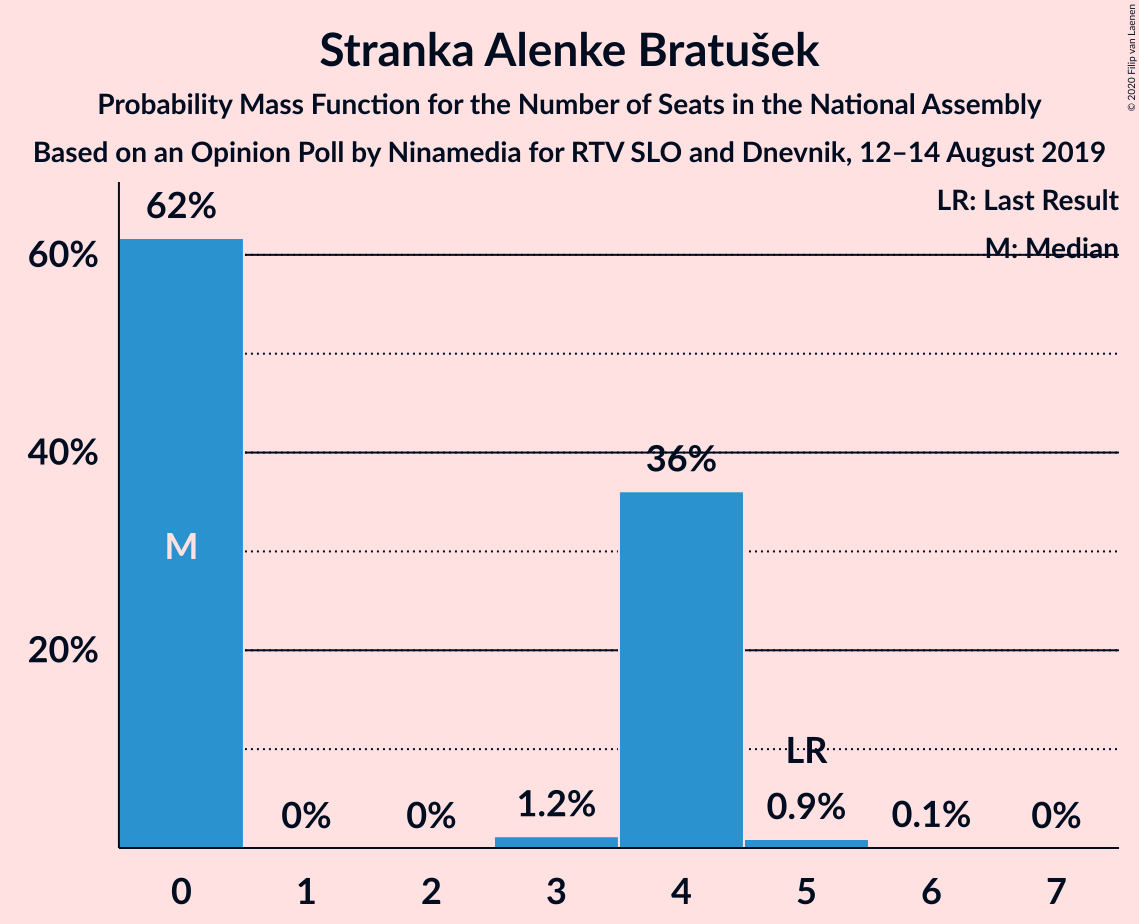 Stranka Alenke Bratušek
Probability Mass Function for the Number of Seats in the National Assembly
Based on an Opinion Poll by Ninamedia for RTV SLO and Dnevnik, 12–14 August 2019
© 2020 Filip van Laenen
LR: Last Result
M: Median
60%
40%
20%
62%
0%
0%
1.2%
36%
0.9%
0.1%
0%
M
LR
0 1 2 3 4 5 6 7